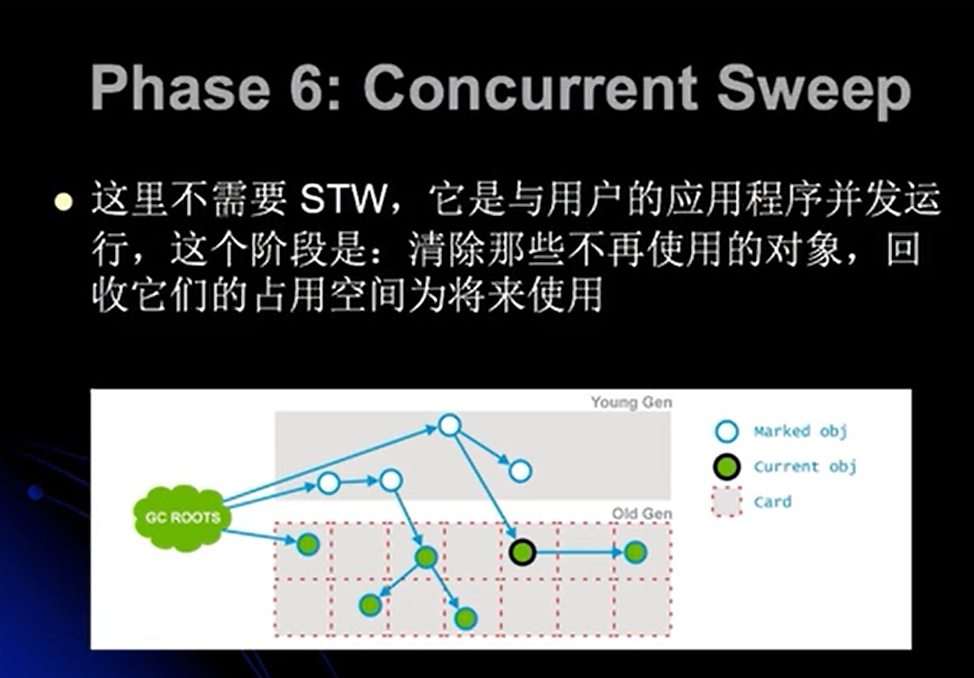 Phase 6: Concurrent Sweep
这里不需要 STW，它是与用户的应用程序并发运
行，这个阶段是：清除那些不再使用的对象，回
收它们的占用空间为将来使用
Young Gen
Marked obj
Current obj
Card
Old Gen
GC ROOTS